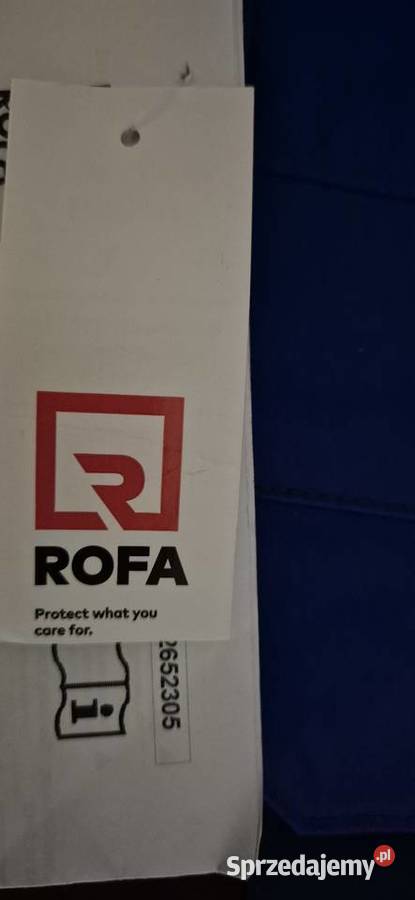 ROFA
Protect what you
care for.
2652305
i
Sprzedajemy.pl